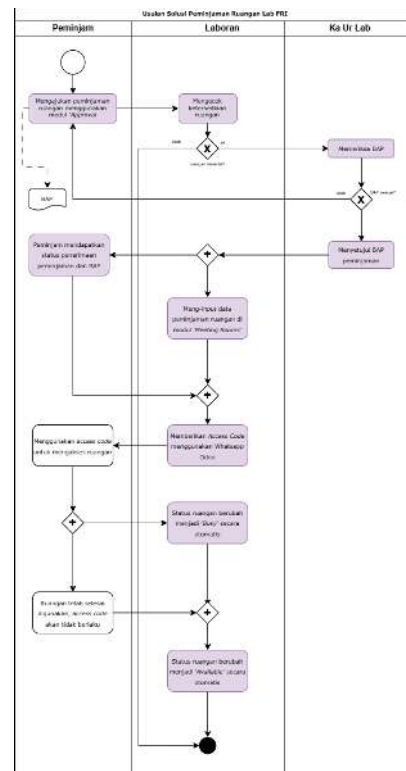 Usulan Solusi Peminjaman Ruangan Lab FRI
Peminjam
Laboran
Ka Ur Lab
Mengajukan peminjaman
ruangan menggunakan
modul 'Approval'
Mengecek
ketersediaan
ruangan
Memeriksa BAP
BAP
Menyetujui BAP
peminjaman
Peminjam mendapatkan
status penerimaan
peminjaman dan BAP
Meng-input data
peminjaman ruangan di
modul 'Meeting Rooms'
Memberikan Access Code
menggunakan Whatsapp
Odoo
Menggunakan access code
untuk mengakses ruangan
Status ruangan berubah
menjadi 'Busy' secara
otomatis
Ruangan telah selesai
digunakan, access code
akan tidak berlaku
Status ruangan berubah
menjadi 'Available' secara
otomatis